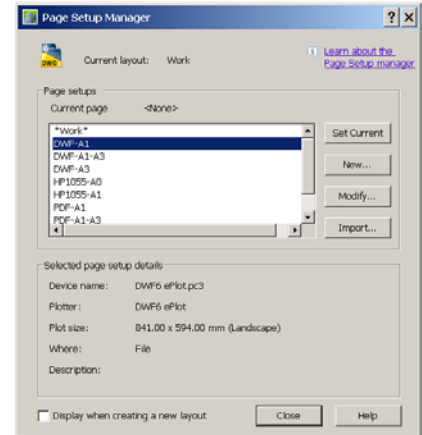 Page Setup Manager
DWG
Current layout: Work
Learn about the
Page Setup manager
Page setups
Current page <None>
*Work*
DWF-A1
DWF-A1-A3
DWF-A3
HP1055-A0
HP1055-A1
PDF-A1
PDF-A1-A3
Set Current
New...
Modify...
Import...
Selected page setup details
Device name: DWF6 ePlot.pc3
Plotter: DWF6 ePlot
Plot size: 841.00 x 594.00 mm (Landscape)
Where: File
Description:
Display when creating a new layout
Close
Help